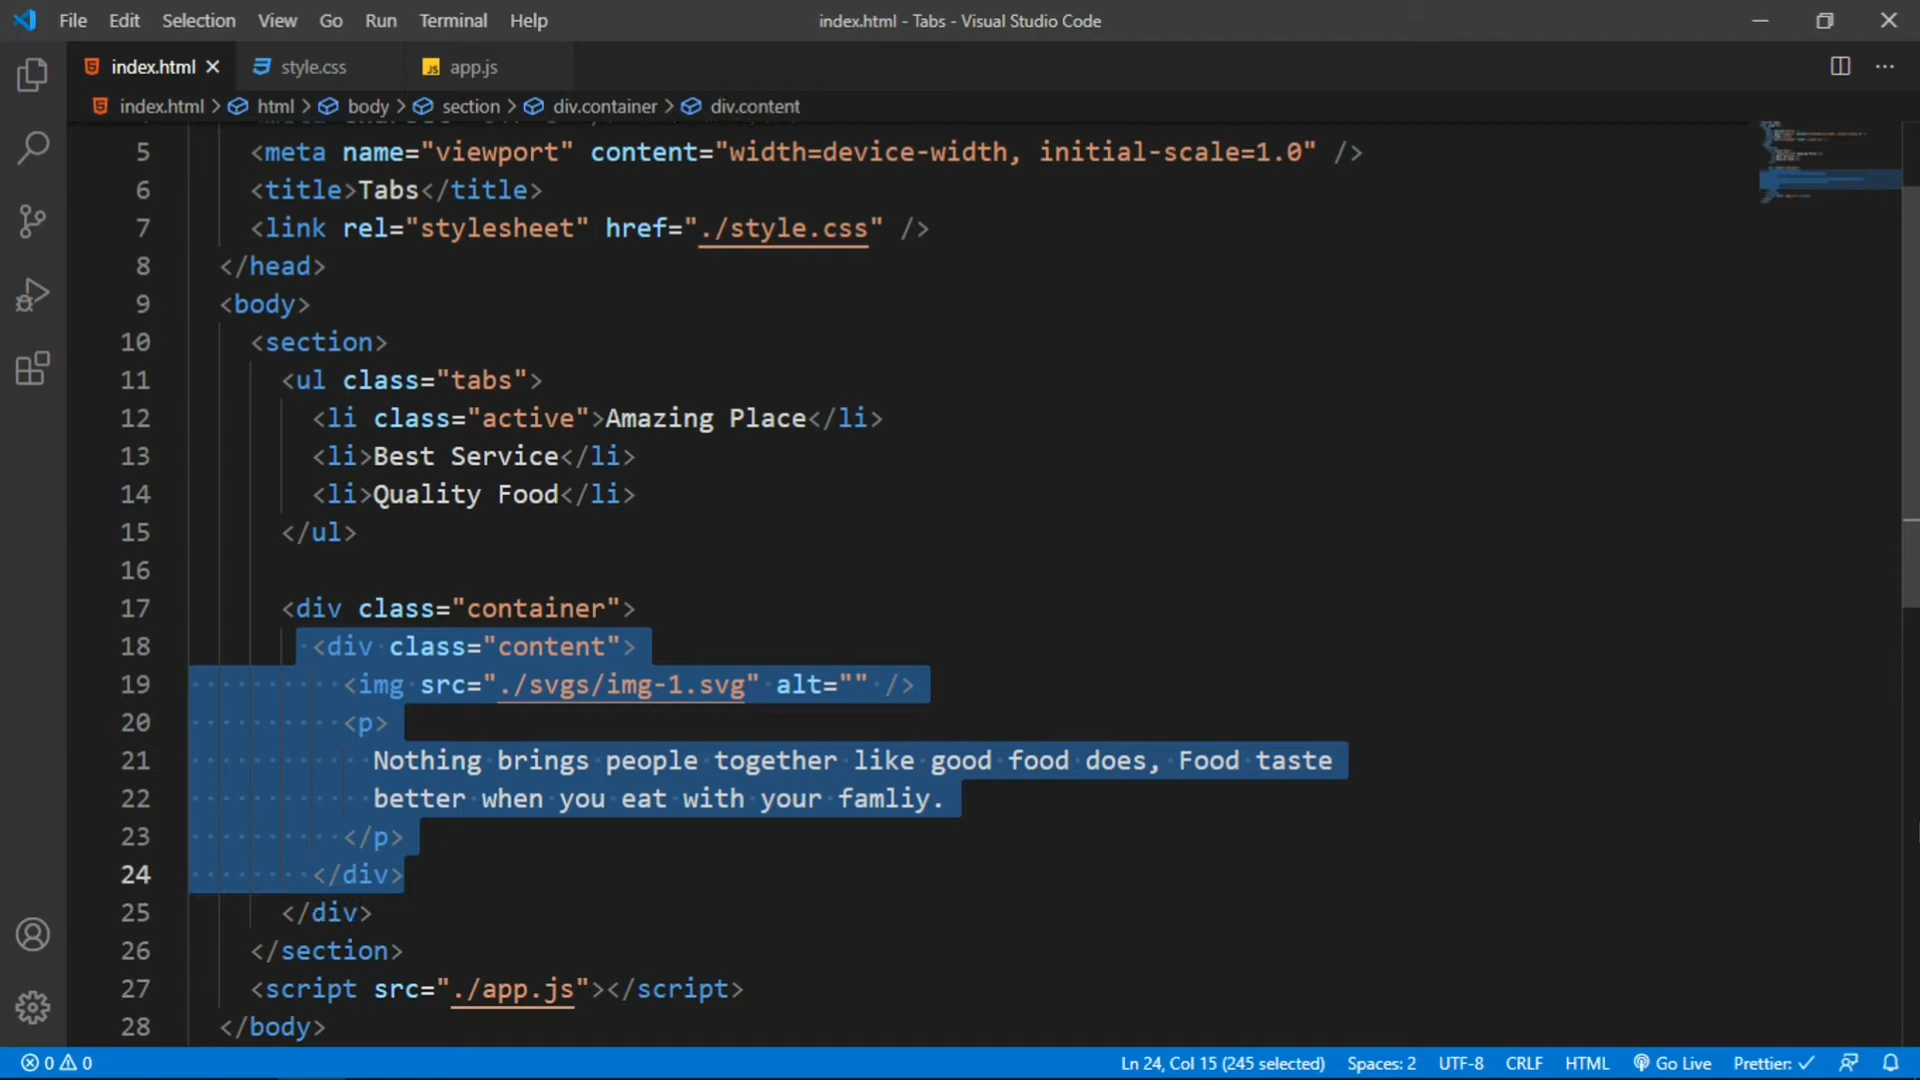 File Edit Selection View Go Run Terminal Help index.html - Tabs - Visual Studio Code
index.html style.css JS app.js
index.html > html > body > section > div.container > div.content
5 <meta name="viewport" content="width=device-width, initial-scale=1.0" />
6 <title>Tabs</title>
7 <link rel="stylesheet" href="./style.css" />
8 </head>
9 <body>
10 <section>
11 <ul class="tabs">
12 <li class="active">Amazing Place</li>
13 <li>Best Service</li>
14 <li>Quality Food</li>
15 </ul>
16
17 <div class="container">
18 <div class="content">
19 <img src="./svgs/img-1.svg" alt="" />
20 <p>
21 Nothing brings people together like good food does, Food taste
22 better when you eat with your famliy.
23 </p>
24 </div>
25 </div>
26 </section>
27 <script src="./app.js"></script>
28 </body>
0 0 Ln 24, Col 15 (245 selected) Spaces: 2 UTF-8 CRLF HTML Go Live Prettier: ✓